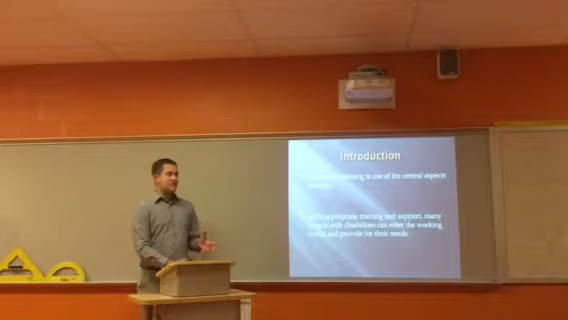 Introduction
is one of the central aspects
appropriate training and support, many
with disabilities can enter the working
and provide for their needs.